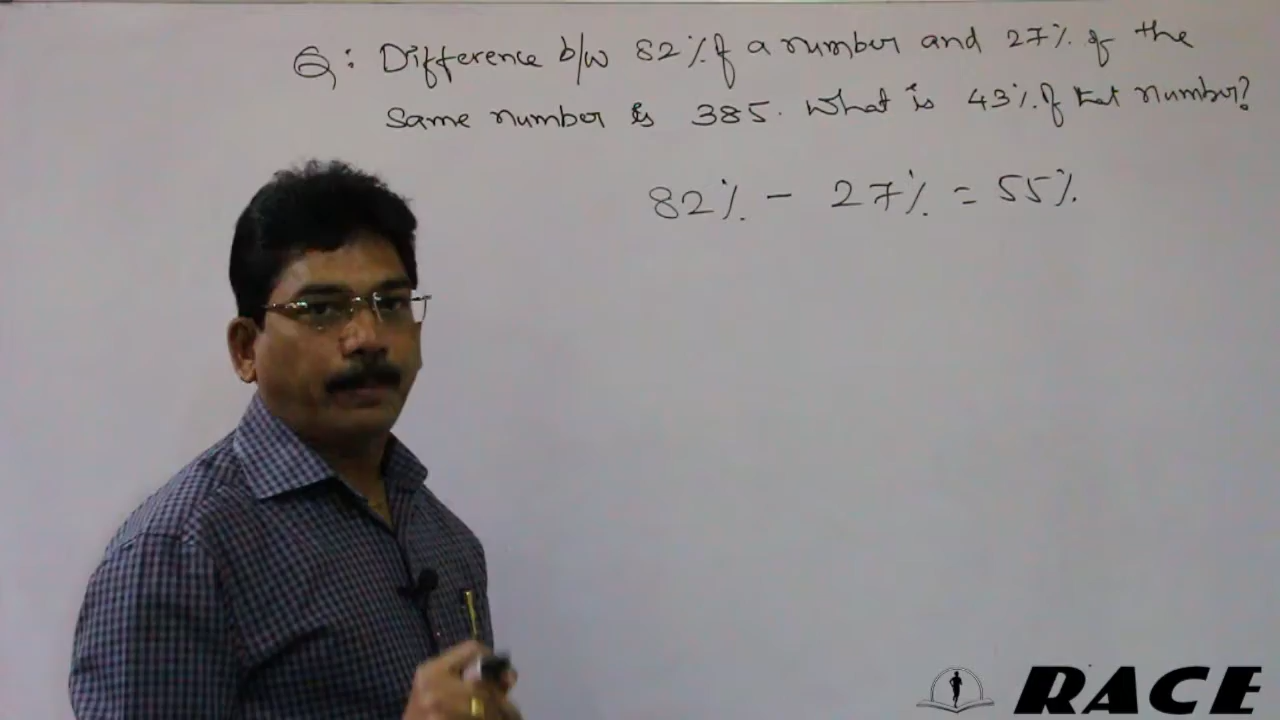 Q: Difference b/w 82% of a number and 27% of the
same number is 385. What is 43% of that number?
82% - 27% = 55%
RACE